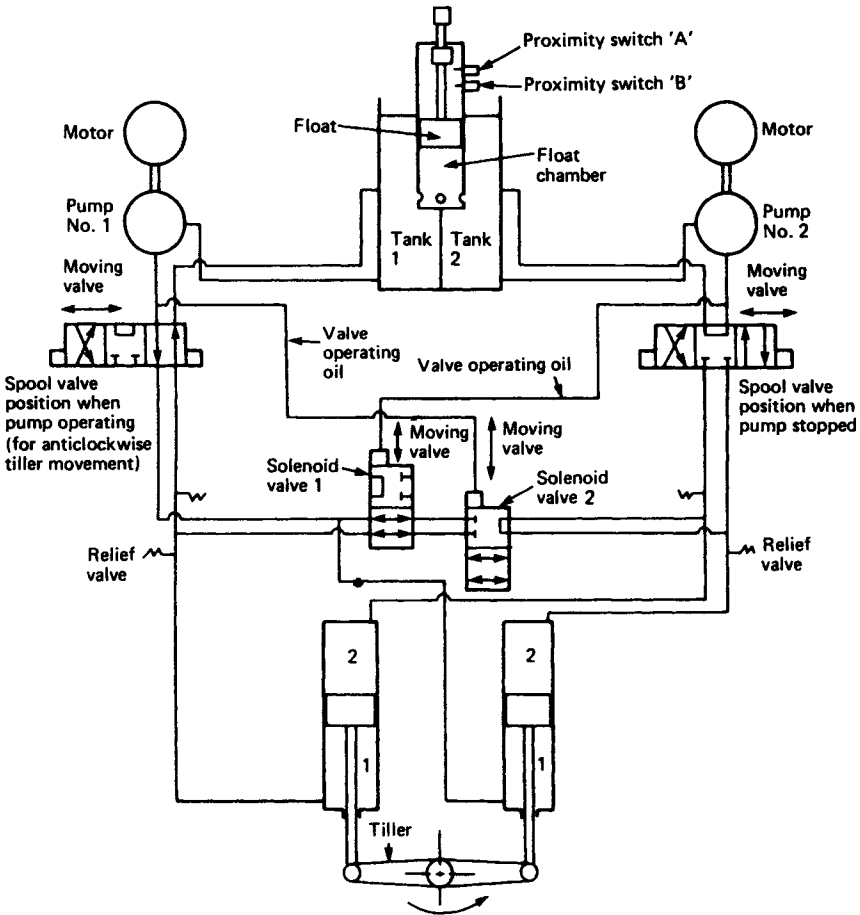 Proximity switch 'A'
Proximity switch 'B'
Motor
Float
Float
chamber
Motor
Pump
No. 1
Tank
1
Tank
2
Pump
No. 2
Moving
valve
Moving
valve
Valve
operating
oil
Valve operating oil
Spool valve
position when
pump operating
(for anticlockwise
tiller movement)
Spool valve
position when
pump stopped
Moving
valve
Moving
valve
Solenoid
valve 1
Solenoid
valve 2
Relief
valve
Relief
valve
2
2
1
1
Tiller